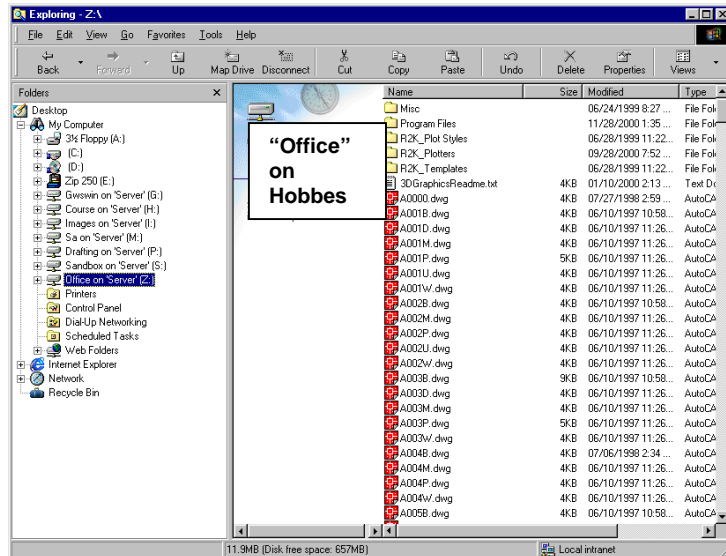 Exploring - Z:\
File Edit View Go Favorites Tools Help
Back Forward Up Map Drive Disconnect Cut Copy Paste Undo Delete Properties Views
Folders
Desktop
My Computer
3½ Floppy (A:)
(C:)
(D:)
Zip 250 (E:)
Gwswin on 'Server' (G:)
Course on 'Server' (H:)
Images on 'Server' (I:)
Sa on 'Server' (M:)
Drafting on 'Server' (P:)
Sandbox on 'Server' (S:)
Office on 'Server' (Z:)
Printers
Control Panel
Dial-Up Networking
Scheduled Tasks
Web Folders
Internet Explorer
Network
Recycle Bin
“Office”
on
Hobbes
Name Size Modified Type
Misc 06/24/1999 8:27 ... File Fol
Program Files 11/28/2000 1:35 ... File Fol
R2K_Plot Styles 06/28/1999 11:22... File Fol
R2K_Plotters 09/28/2000 7:52 ... File Fol
R2K_Templates 06/28/1999 11:22... File Fol
3DGraphicsReadme.txt 4KB 01/10/2000 2:13 ... Text Do
A0000.dwg 4KB 07/27/1998 2:59 ... AutoCA
A001B.dwg 4KB 06/10/1997 10:58... AutoCA
A001D.dwg 4KB 06/10/1997 11:26... AutoCA
A001M.dwg 4KB 06/10/1997 11:26... AutoCA
A001P.dwg 5KB 06/10/1997 11:26... AutoCA
A001U.dwg 4KB 06/10/1997 11:26... AutoCA
A001W.dwg 4KB 06/10/1997 11:26... AutoCA
A002B.dwg 4KB 06/10/1997 10:58... AutoCA
A002M.dwg 4KB 06/10/1997 11:26... AutoCA
A002P.dwg 4KB 06/10/1997 11:26... AutoCA
A002U.dwg 4KB 06/10/1997 11:26... AutoCA
A002W.dwg 4KB 06/10/1997 11:26... AutoCA
A003B.dwg 9KB 06/10/1997 10:58... AutoCA
A003D.dwg 4KB 06/10/1997 11:26... AutoCA
A003M.dwg 4KB 06/10/1997 11:26... AutoCA
A003P.dwg 5KB 06/10/1997 11:26... AutoCA
A003W.dwg 4KB 06/10/1997 11:26... AutoCA
A004B.dwg 4KB 07/06/1998 2:34 ... AutoCA
A004M.dwg 4KB 06/10/1997 11:26... AutoCA
A004P.dwg 4KB 06/10/1997 11:26... AutoCA
A004W.dwg 4KB 06/10/1997 11:26... AutoCA
A005B.dwg 4KB 06/10/1997 10:58... AutoCA
11.9MB (Disk free space: 657MB) Local intranet